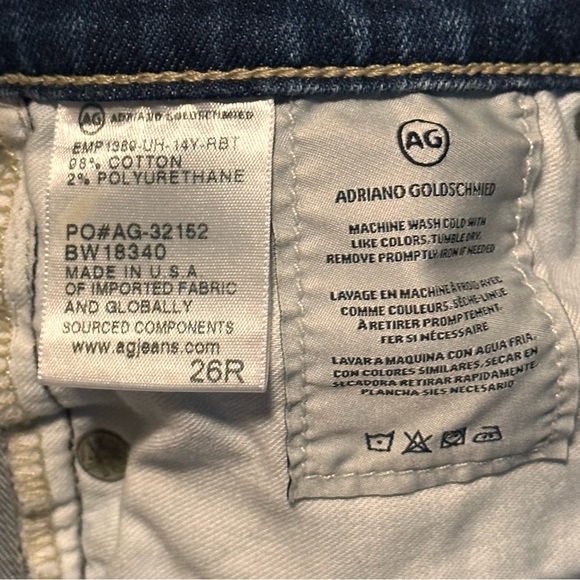 AG ADRIANO GOLDSCHMIED
EMP1389-UH-14Y-RBT
98% COTTON
2% POLYURETHANE
PO#AG-32152
BW18340
MADE IN U.S.A.
OF IMPORTED FABRIC
AND GLOBALLY
SOURCED COMPONENTS
www.agjeans.com
26R
AG
ADRIANO GOLDSCHMIED
MACHINE WASH COLD WITH
LIKE COLORS, TUMBLE DRY,
REMOVE PROMPTLY IRON IF NEEDED
LAVAGE EN MACHINE À FROID AVEC
COMME COULEURS, SÈCHE-LINGE
À RETIRER PROMPTEMENT,
FER SI NÉCESSAIRE
LAVAR A MAQUINA CON AGUA FRIA,
CON COLORES SIMILARES, SECAR EN
SECADORA RETIRAR RAPIDAMENTE,
PLANCHA SIES NECESARIO